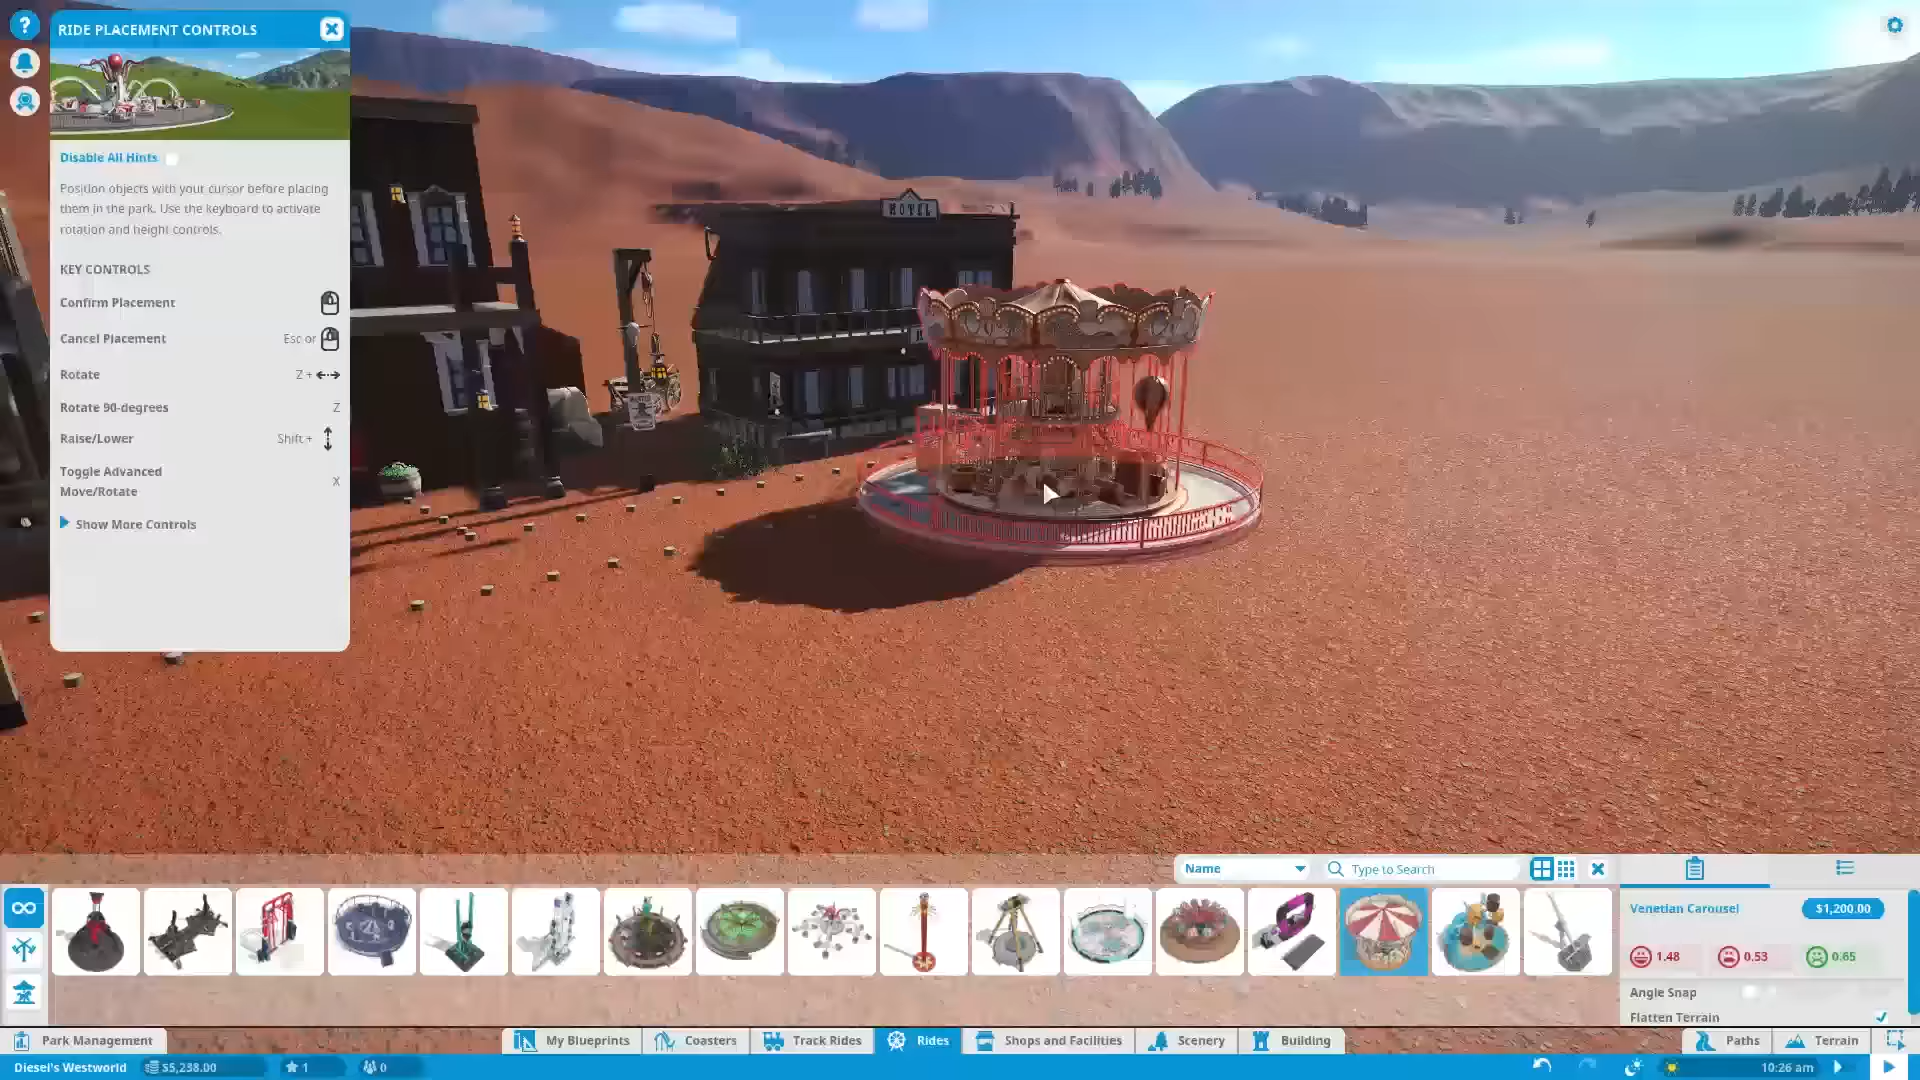 ?
RIDE PLACEMENT CONTROLS
Disable All Hints
Position objects with your cursor before placing
them in the park. Use the keyboard to activate
rotation and height controls.
KEY CONTROLS
Confirm Placement
Cancel Placement Esc or
Rotate Z +
Rotate 90-degrees Z
Raise/Lower Shift +
Toggle Advanced
Move/Rotate X
Show More Controls
HOTEL
WANTED
Name
Type to Search
Venetian Carousel $1,200.00
1.48 0.53 0.65
Angle Snap
Flatten Terrain
Park Management
My Blueprints
Coasters
Track Rides
Rides
Shops and Facilities
Scenery
Building
Paths
Terrain
Diesel's Westworld
$5,238.00
1
0
10:26 am